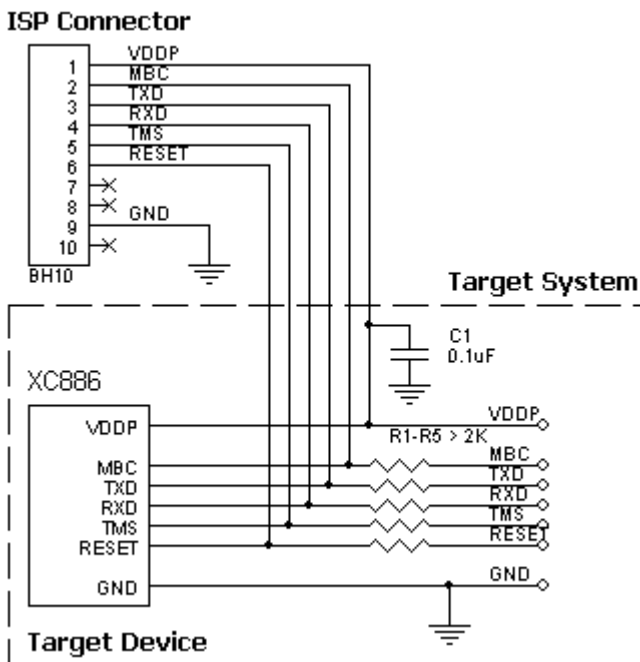 ISP Connector
1 VDDP
2 MBC
3 TXD
4 RXD
5 TMS
6 RESET
7
8
9 GND
10
BH10
Target System
C1
0.1uF
XC886
VDDP VDDP
R1-R5 > 2K
MBC MBC
TXD TXD
RXD RXD
TMS TMS
RESET RESET
GND GND
Target Device